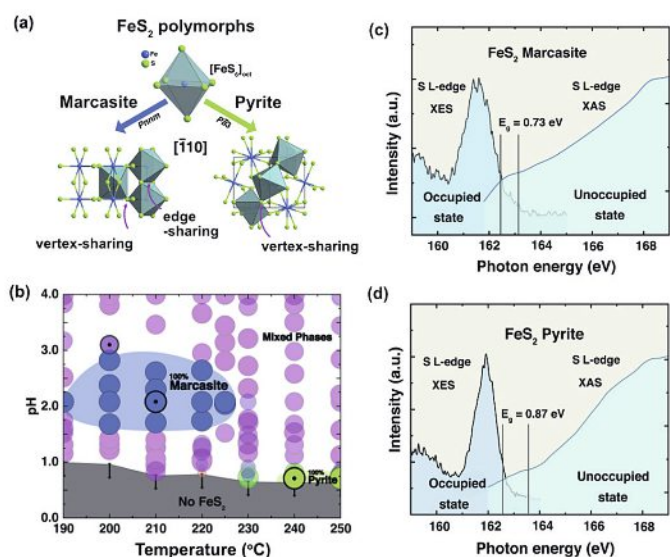 (a)
FeS2 polymorphs
Fe
S
[FeS6]oct
Marcasite
Pyrite
Pnnm
Pa3
[1̄10]
edge
-sharing
vertex-sharing
vertex-sharing
(b)
4.0
3.0
2.0
1.0
0.0
pH
Mixed Phases
100%
Marcasite
100%
Pyrite
No FeS2
190
200
210
220
230
240
250
Temperature (°C)
(c)
FeS2 Marcasite
S L-edge
XES
S L-edge
XAS
Eg = 0.73 eV
Occupied
state
Unoccupied
state
Intensity (a.u.)
160
162
164
166
168
Photon energy (eV)
(d)
FeS2 Pyrite
S L-edge
XES
S L-edge
XAS
Eg = 0.87 eV
Occupied
state
Unoccupied
state
Intensity (a.u.)
160
162
164
166
168
Photon energy (eV)